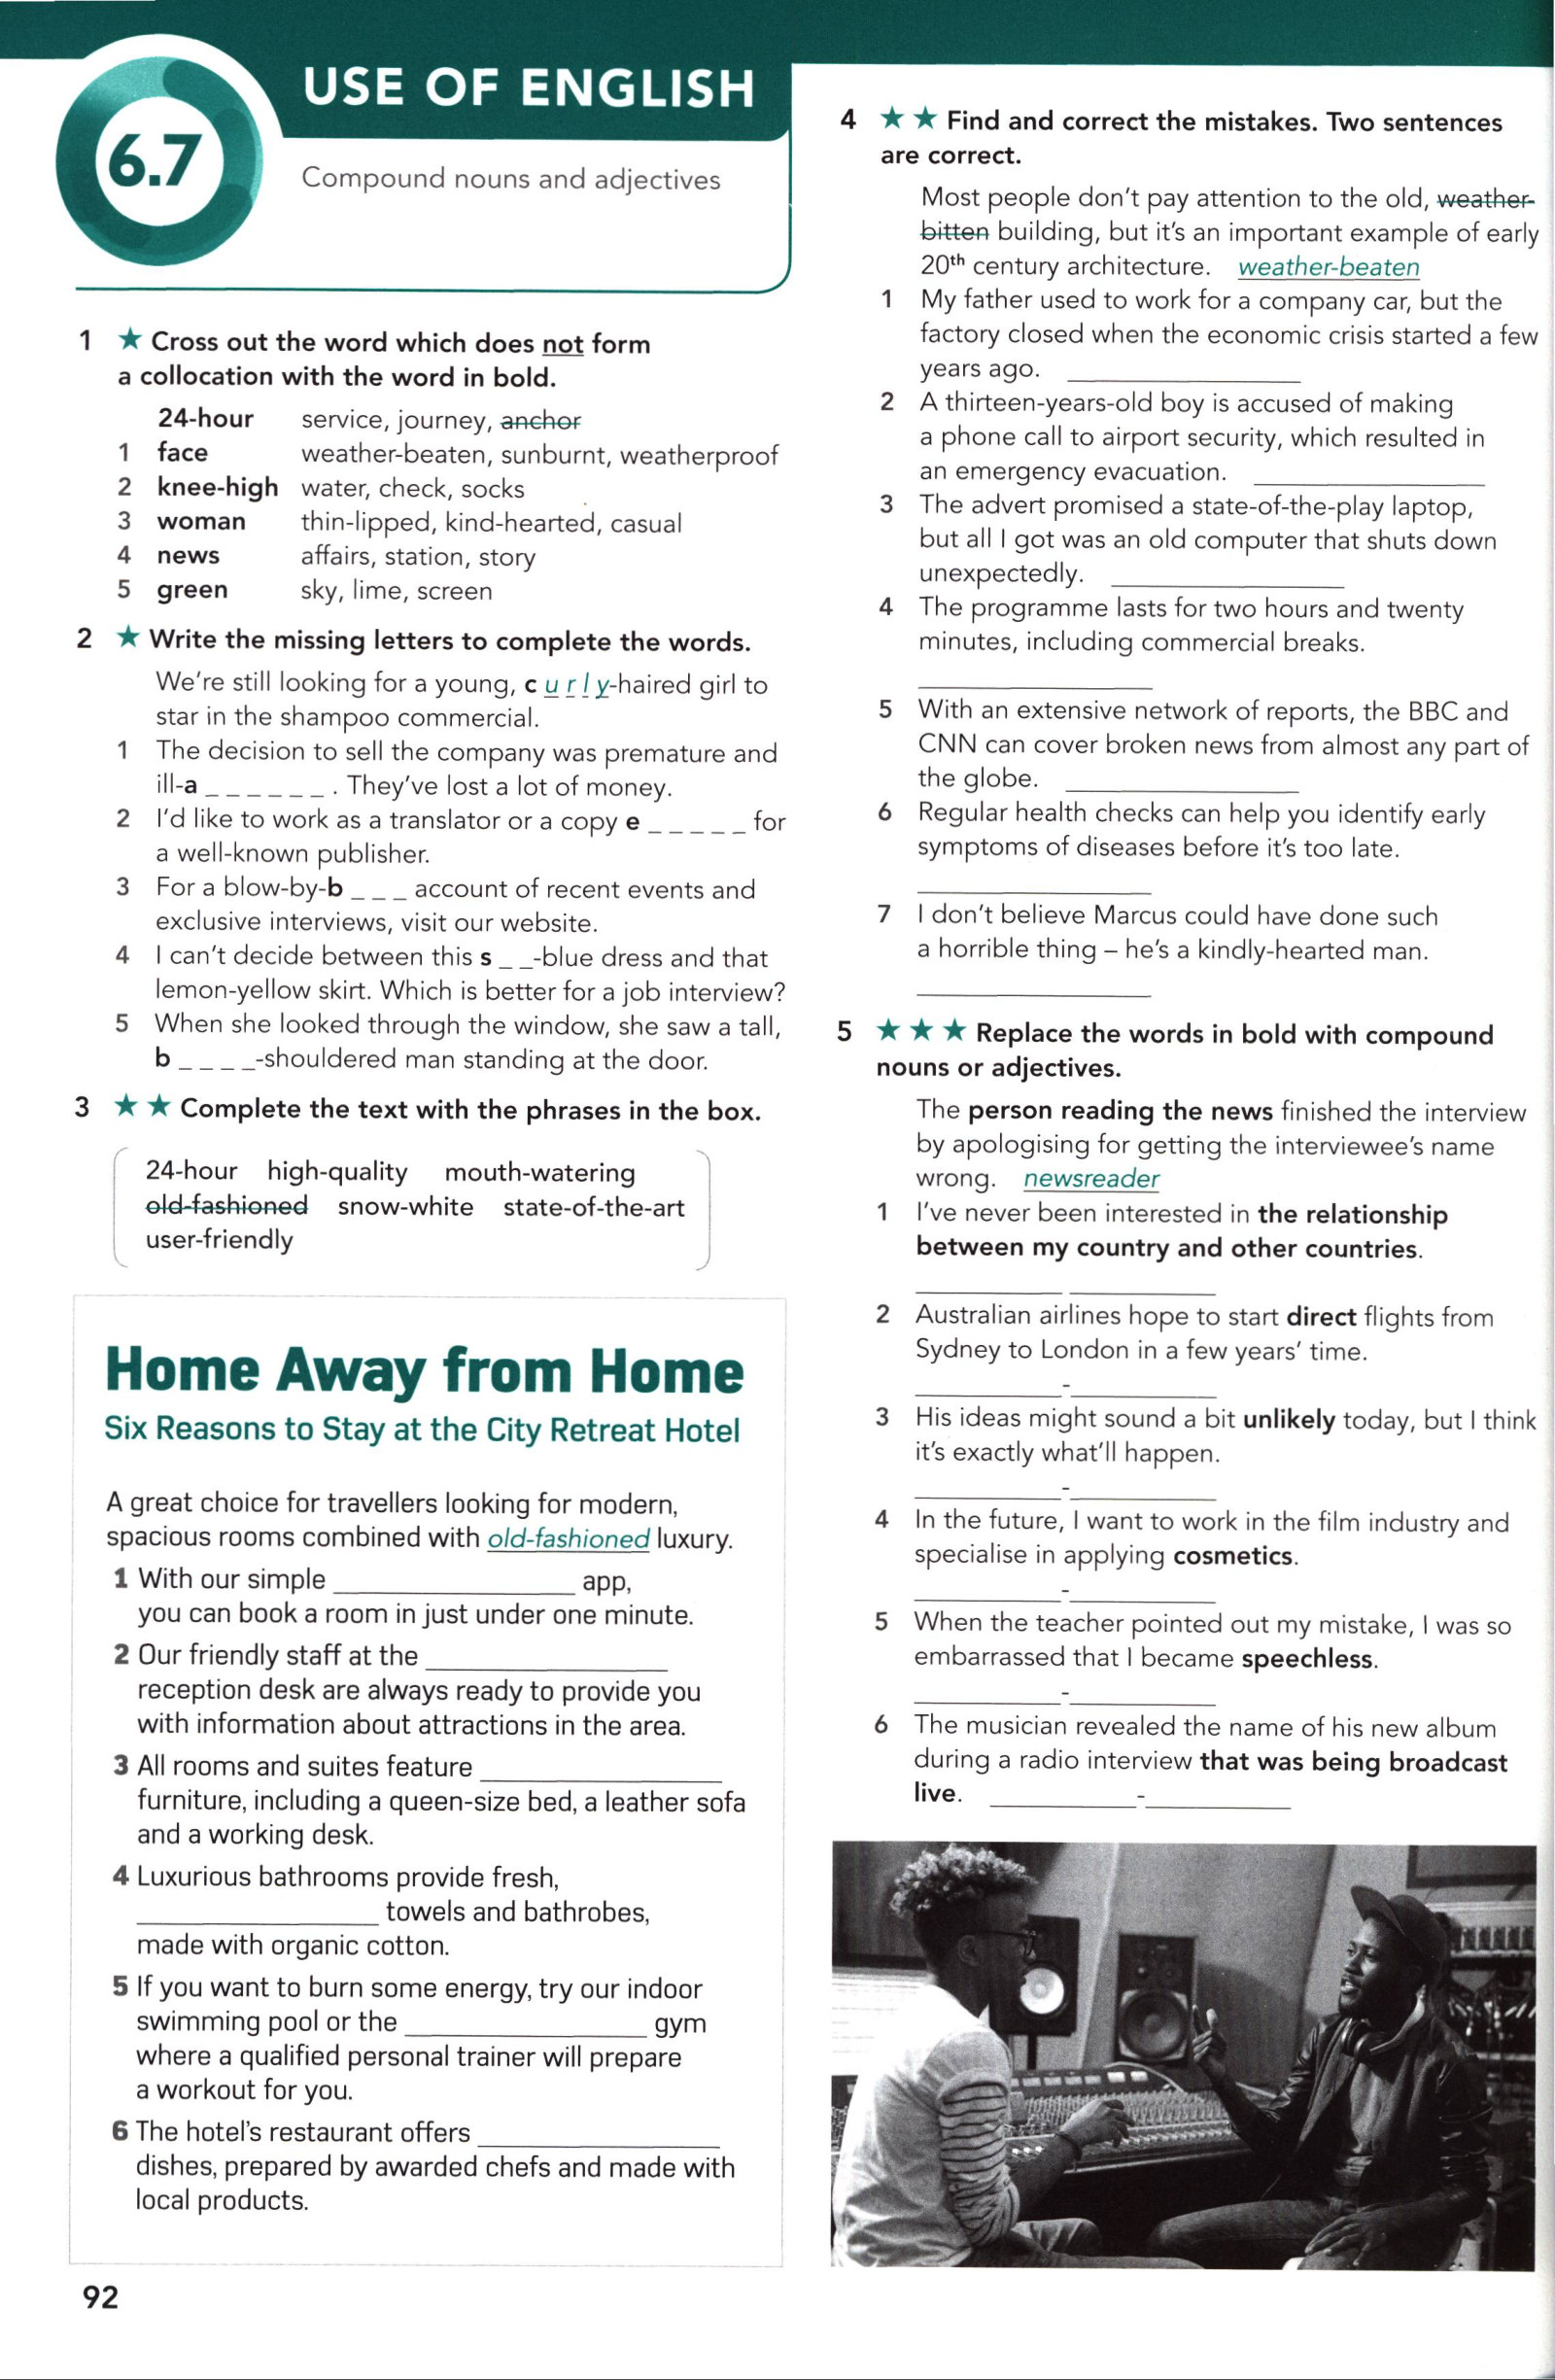 6.7
USE OF ENGLISH
Compound nouns and adjectives
1 ★ Cross out the word which does not form
a collocation with the word in bold.
24-hour service, journey, anchor
1 face weather-beaten, sunburnt, weatherproof
2 knee-high water, check, socks
3 woman thin-lipped, kind-hearted, casual
4 news affairs, station, story
5 green sky, lime, screen
2 ★ Write the missing letters to complete the words.
We're still looking for a young, c u r l y-haired girl to
star in the shampoo commercial.
1 The decision to sell the company was premature and
ill-a _ _ _ _ _ _ . They've lost a lot of money.
2 I'd like to work as a translator or a copy e _ _ _ _ _ for
a well-known publisher.
3 For a blow-by-b _ _ _ account of recent events and
exclusive interviews, visit our website.
4 I can't decide between this s _ _-blue dress and that
lemon-yellow skirt. Which is better for a job interview?
5 When she looked through the window, she saw a tall,
b _ _ _ _-shouldered man standing at the door.
3 ★ ★ Complete the text with the phrases in the box.
24-hour high-quality mouth-watering
old-fashioned snow-white state-of-the-art
user-friendly
Home Away from Home
Six Reasons to Stay at the City Retreat Hotel
A great choice for travellers looking for modern,
spacious rooms combined with old-fashioned luxury.
1 With our simple ____________ app,
you can book a room in just under one minute.
2 Our friendly staff at the ____________
reception desk are always ready to provide you
with information about attractions in the area.
3 All rooms and suites feature ____________
furniture, including a queen-size bed, a leather sofa
and a working desk.
4 Luxurious bathrooms provide fresh,
____________ towels and bathrobes,
made with organic cotton.
5 If you want to burn some energy, try our indoor
swimming pool or the ____________ gym
where a qualified personal trainer will prepare
a workout for you.
6 The hotel's restaurant offers ____________
dishes, prepared by awarded chefs and made with
local products.
92
4 ★ ★ Find and correct the mistakes. Two sentences
are correct.
Most people don't pay attention to the old, weather-
bitten building, but it's an important example of early
20th century architecture. weather-beaten
1 My father used to work for a company car, but the
factory closed when the economic crisis started a few
years ago. ____________
2 A thirteen-years-old boy is accused of making
a phone call to airport security, which resulted in
an emergency evacuation. ____________
3 The advert promised a state-of-the-play laptop,
but all I got was an old computer that shuts down
unexpectedly. ____________
4 The programme lasts for two hours and twenty
minutes, including commercial breaks.
____________
5 With an extensive network of reports, the BBC and
CNN can cover broken news from almost any part of
the globe. ____________
6 Regular health checks can help you identify early
symptoms of diseases before it's too late.
____________
7 I don't believe Marcus could have done such
a horrible thing – he's a kindly-hearted man.
____________
5 ★ ★ ★ Replace the words in bold with compound
nouns or adjectives.
The person reading the news finished the interview
by apologising for getting the interviewee's name
wrong. newsreader
1 I've never been interested in the relationship
between my country and other countries.
________ ________
2 Australian airlines hope to start direct flights from
Sydney to London in a few years' time.
________-________
3 His ideas might sound a bit unlikely today, but I think
it's exactly what'll happen.
________-________
4 In the future, I want to work in the film industry and
specialise in applying cosmetics.
________-________
5 When the teacher pointed out my mistake, I was so
embarrassed that I became speechless.
________-________
6 The musician revealed the name of his new album
during a radio interview that was being broadcast
live. ________-________